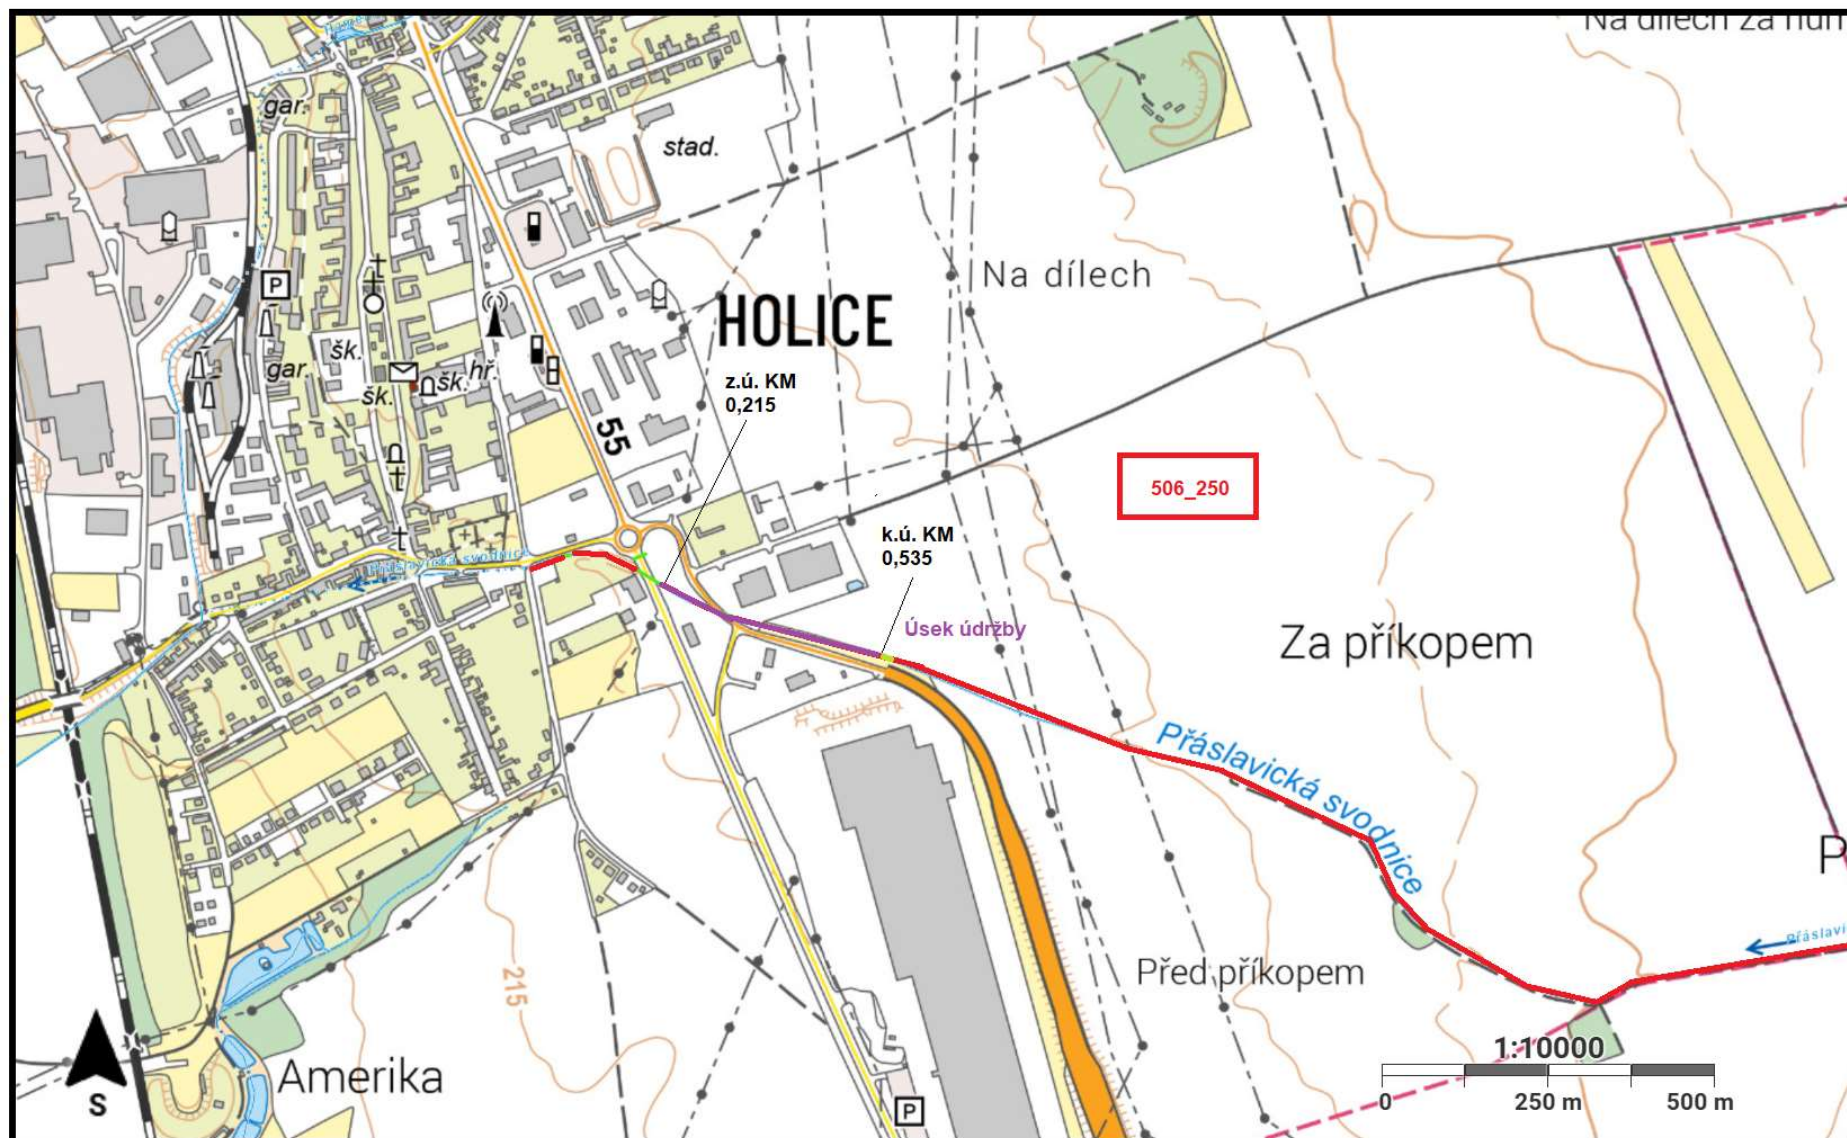 Na dílech za hum
gar.
stad.
P
Na dílech
HOLICE
šk.
hř.
gar.
šk.
šk.
z.ú. KM
0,215
55
506_250
k.ú. KM
0,535
Přáslavická svodnice
Úsek údržby
Za příkopem
Přáslavická svodnice
P
Přáslavi
Před příkopem
215
1:10000
Amerika
S
P
0
250 m
500 m